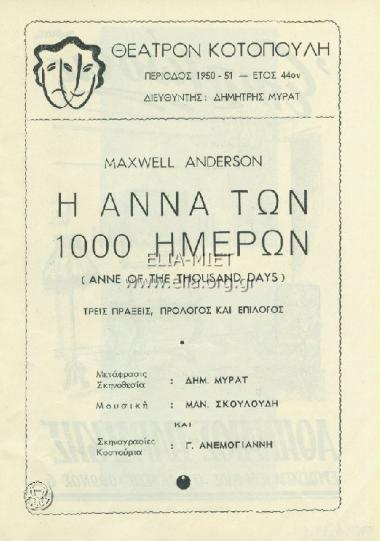 ΘΕΑΤΡΟΝ ΚΟΤΟΠΟΥΛΗ
ΠΕΡΙΟΔΟΣ 1950 - 51 — ΕΤΟΣ 44ον
ΔΙΕΥΘΥΝΤΗΣ : ΔΗΜΗΤΡΗΣ ΜΥΡΑΤ
MAXWELL ANDERSON
Η ΑΝΝΑ ΤΩΝ
1000 ΗΜΕΡΩΝ
ELIA-MIET
( ANNE OF THE THOUSAND DAYS )
www.elia.org.gr
ΤΡΕΙΣ ΠΡΑΞΕΙΣ, ΠΡΟΛΟΓΟΣ ΚΑΙ ΕΠΙΛΟΓΟΣ
Μετάφρασις
Σκηνοθεσία : ΔΗΜ. ΜΥΡΑΤ
Μουσική : ΜΑΝ. ΣΚΟΥΛΟΥΔΗ
ΚΑΙ
Σκηνογραφίες
Κοστούμια : Γ. ΑΝΕΜΟΓΙΑΝΝΗ